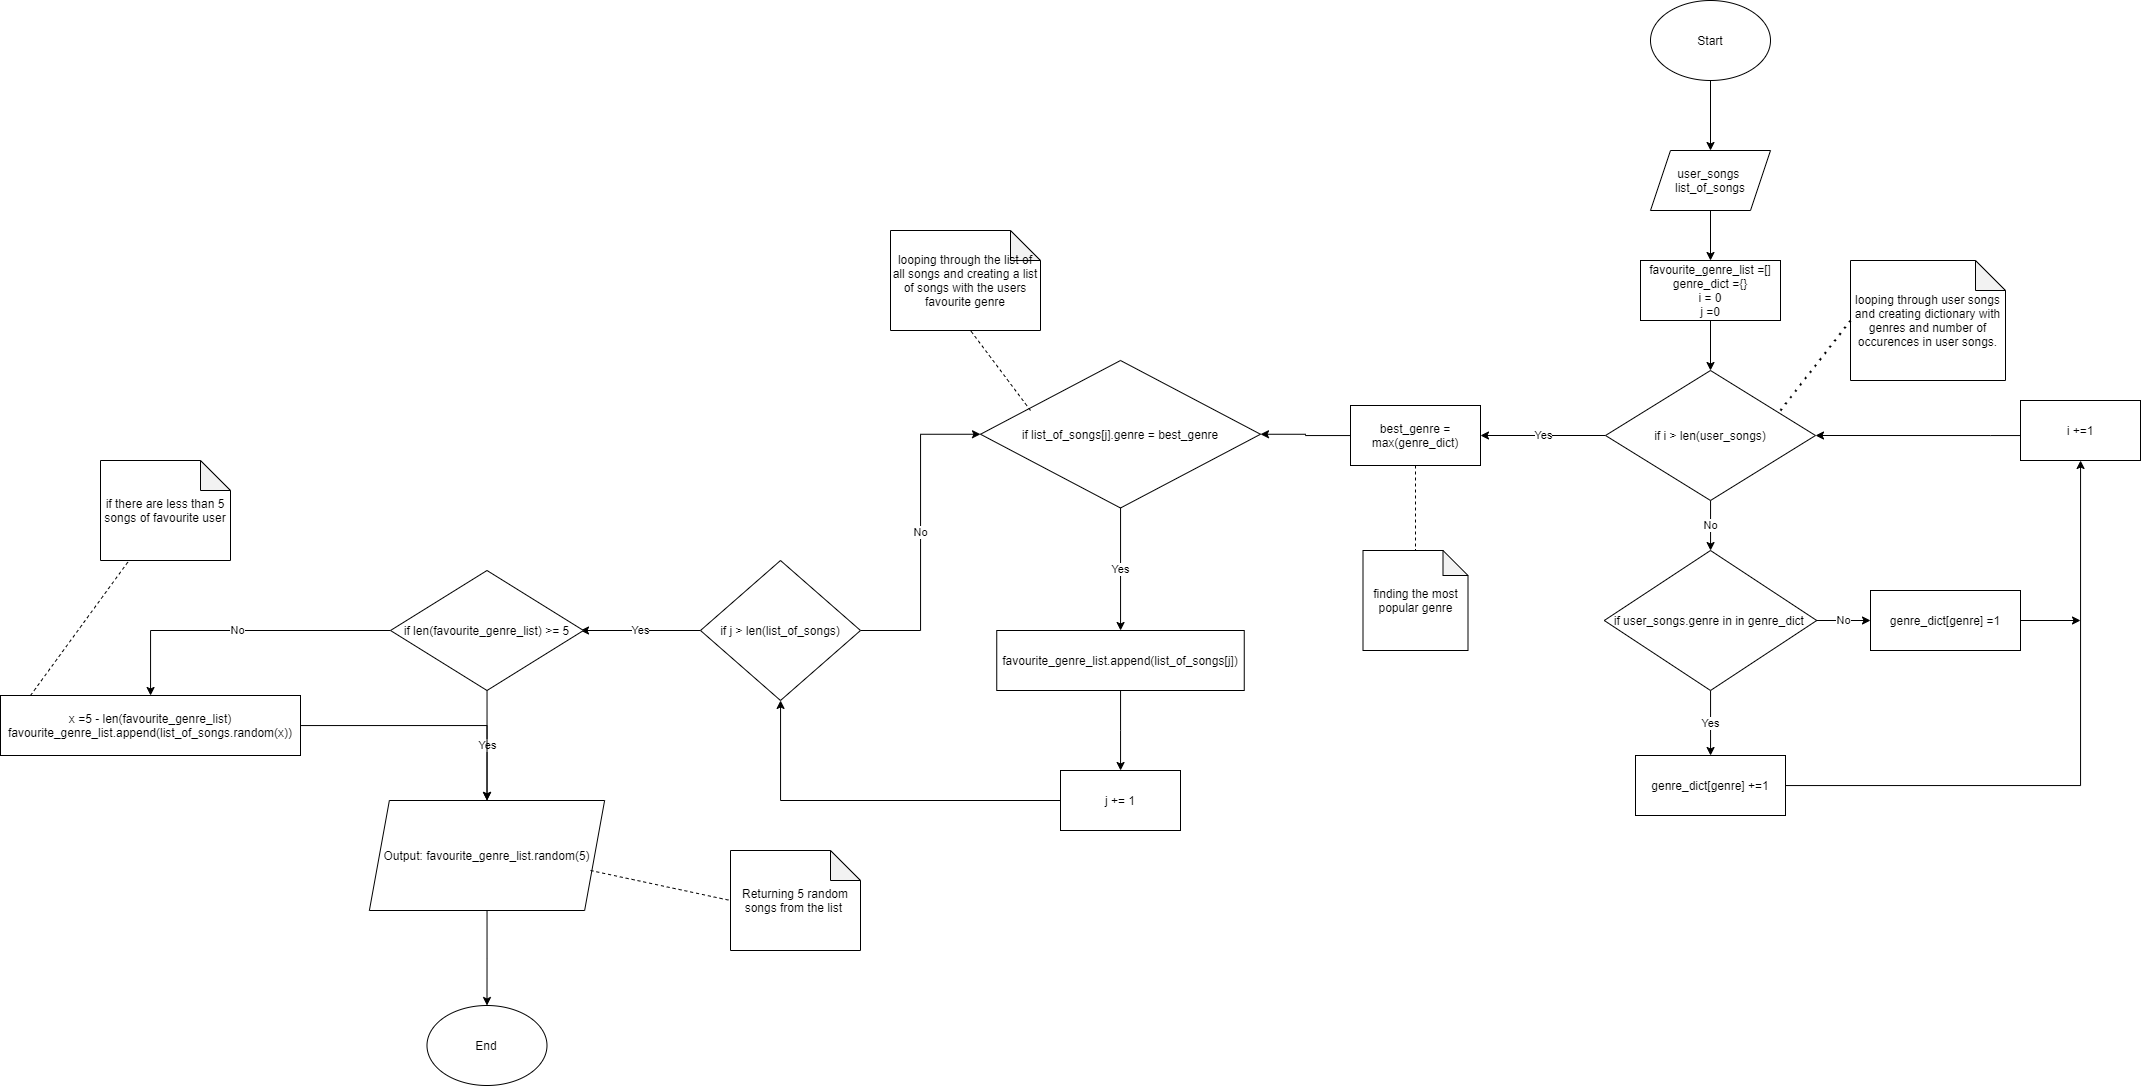 Start
user_songs
list_of_songs
favourite_genre_list =[]
genre_dict ={}
i = 0
j =0
looping through user songs
and creating dictionary with
genres and number of
occurences in user songs.
if i > len(user_songs)
i +=1
No
Yes
if user_songs.genre in in genre_dict
No
genre_dict[genre] =1
Yes
genre_dict[genre] +=1
best_genre =
max(genre_dict)
finding the most
popular genre
looping through the list of
all songs and creating a list
of songs with the users
favourite genre
if list_of_songs[j].genre = best_genre
Yes
favourite_genre_list.append(list_of_songs[j])
j += 1
if j > len(list_of_songs)
No
Yes
if len(favourite_genre_list) >= 5
No
Yes
if there are less than 5
songs of favourite user
x =5 - len(favourite_genre_list)
favourite_genre_list.append(list_of_songs.random(x))
Output: favourite_genre_list.random(5)
Returning 5 random
songs from the list
End